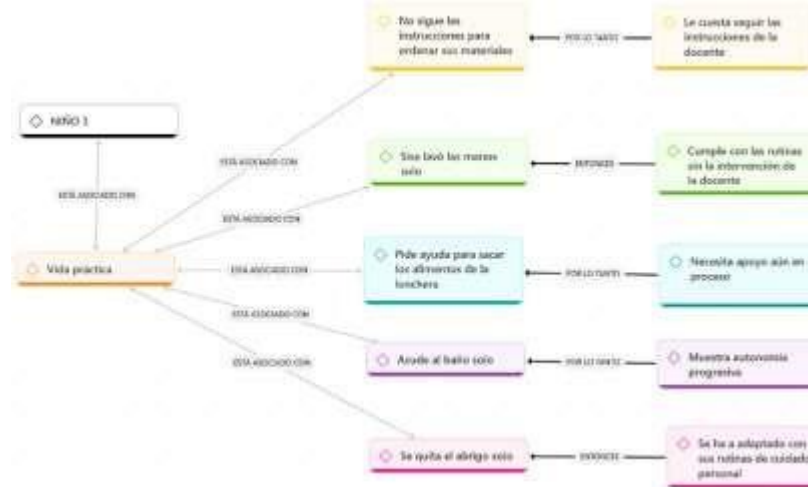 No sigue las
instrucciones para
ordenar sus materiales
POR LO TANTO
Le cuesta seguir las
instrucciones de la
docente
NIÑO 1
ESTÁ ASOCIADO CON
ESTÁ ASOCIADO CON
Sise lavó las manos
solo
ENTONCES
Cumple con las rutinas
sin la intervención de
la docente
ESTÁ ASOCIADO CON
Vida práctica
ESTÁ ASOCIADO CON
Pide ayuda para sacar
los alimentos de la
lonchera
POR LO TANTO
Necesita apoyo aún en
proceso
ESTÁ ASOCIADO CON
Acude al baño solo
POR LO TANTO
Muestra autonomía
progresiva
ESTÁ ASOCIADO CON
Se quita el abrigo solo
ENTONCES
Se ha a adaptado con
sus rutinas de cuidado
personal